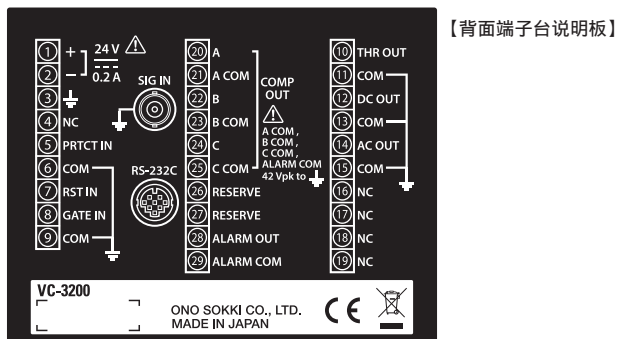 【背面端子台说明板】
1 +
24 V
2 −
0.2 A
3
4 NC
5 PRTCT IN
6 COM
7 RST IN
8 GATE IN
9 COM
SIG IN
RS-232C
20 A
21 A COM
22 B
23 B COM
24 C
25 C COM
26 RESERVE
27 RESERVE
28 ALARM OUT
29 ALARM COM
COMP
OUT
A COM ,
B COM ,
C COM ,
ALARM COM
42 Vpk to
10 THR OUT
11 COM
12 DC OUT
13 COM
14 AC OUT
15 COM
16 NC
17 NC
18 NC
19 NC
VC-3200
ONO SOKKI CO., LTD.
MADE IN JAPAN
CE